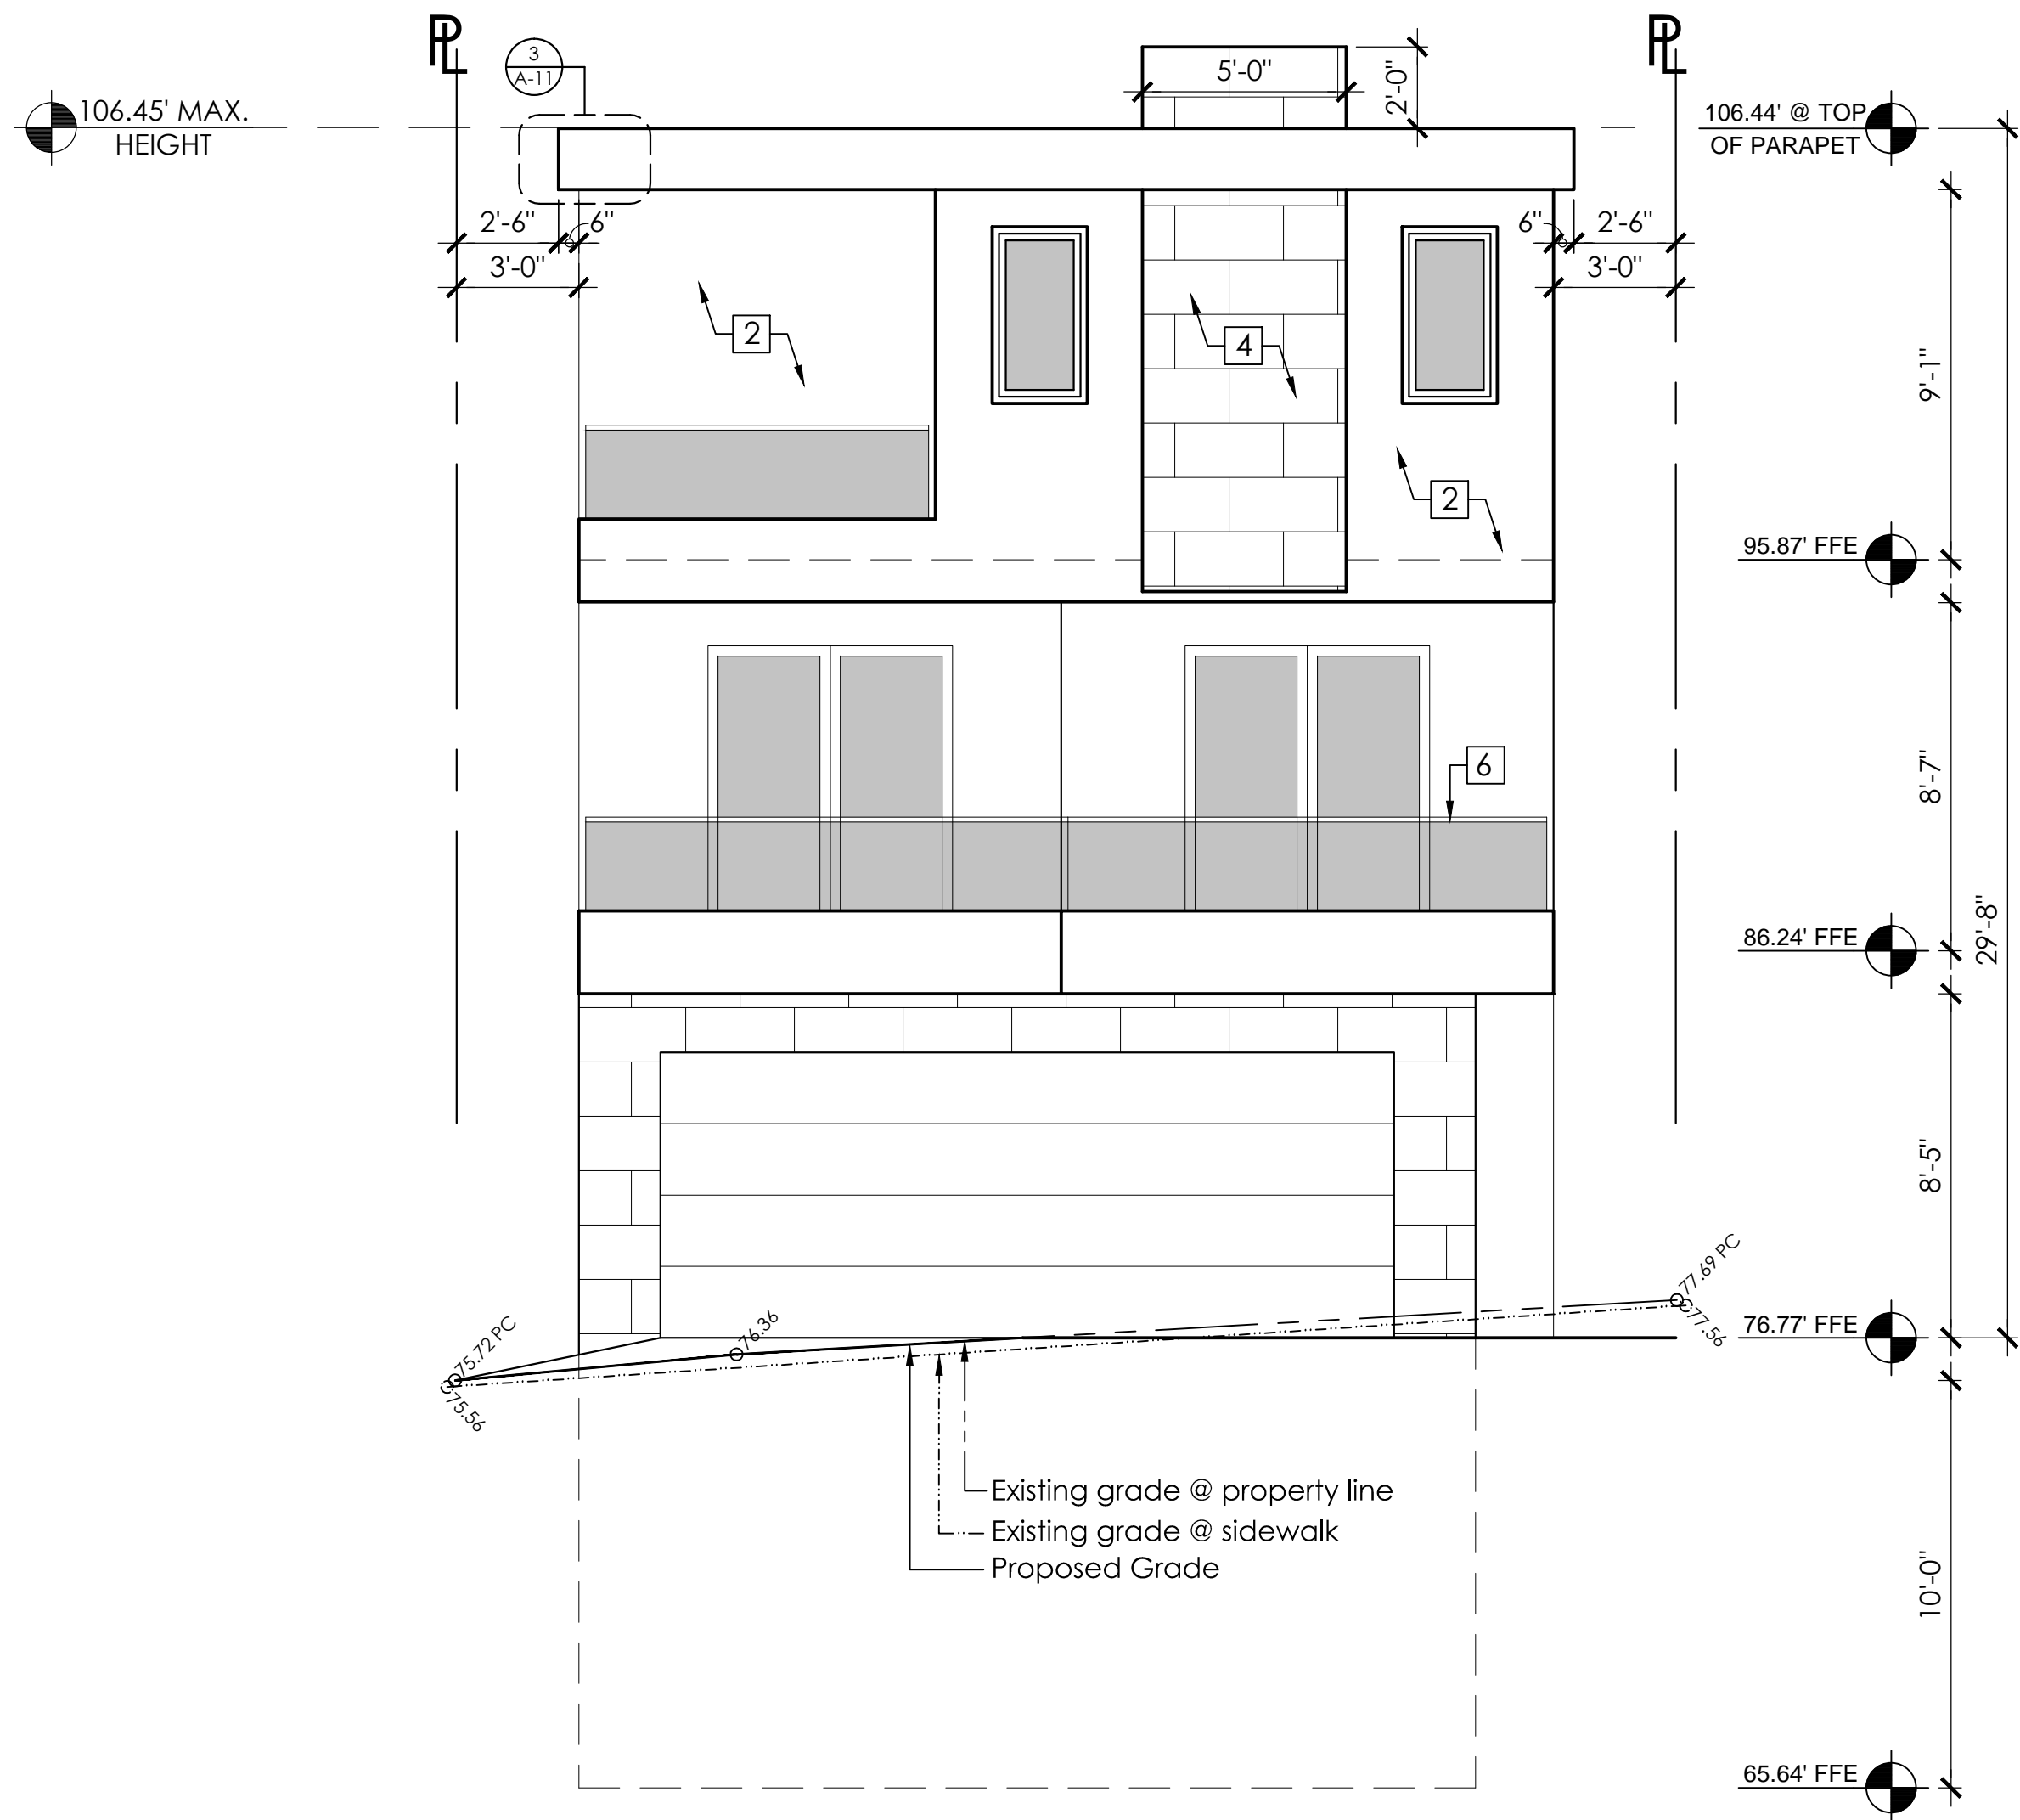 PL
PL
3
A-11
5'-0"
2'-0"
106.45' MAX.
HEIGHT
106.44' @ TOP
OF PARAPET
2'-6"
6"
6"
2'-6"
3'-0"
3'-0"
2
4
9'-1"
2
95.87' FFE
6
8'-7"
86.24' FFE
29'-8"
8'-5"
77.69 PC
77.56
76.77' FFE
76.36
75.72 PC
75.56
Existing grade @ property line
Existing grade @ sidewalk
Proposed Grade
10'-0"
65.64' FFE